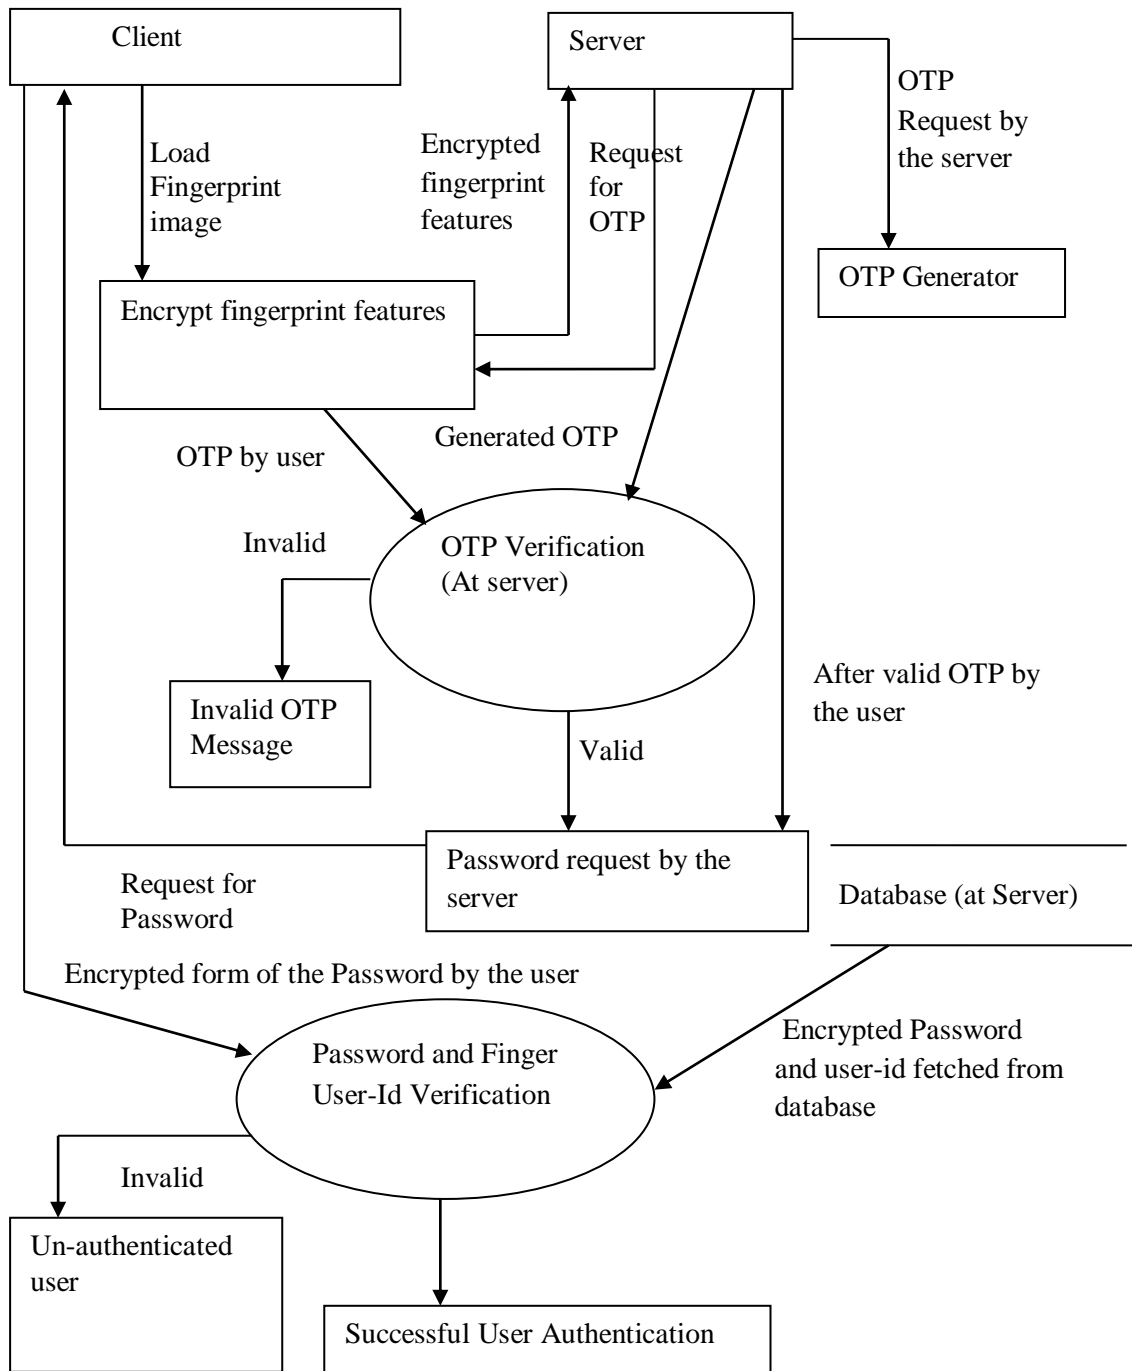 Client
Server
OTP
Request by
the server
Load
Fingerprint
image
Encrypted
fingerprint
features
Request
for
OTP
OTP Generator
Encrypt fingerprint features
Generated OTP
OTP by user
Invalid
OTP Verification
(At server)
After valid OTP by
the user
Invalid OTP
Message
Valid
Password request by the
server
Database (at Server)
Request for
Password
Encrypted form of the Password by the user
Encrypted Password
and user-id fetched from
database
Password and Finger
User-Id Verification
Invalid
Un-authenticated
user
Successful User Authentication